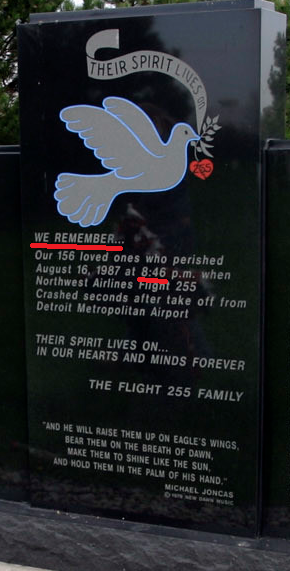 THEIR SPIRIT LIVES ON
255
WE REMEMBER...
Our 156 loved ones who perished
August 16, 1987 at 8:46 p.m. when
Northwest Airlines Flight 255
Crashed seconds after take off from
Detroit Metropolitan Airport
THEIR SPIRIT LIVES ON...
IN OUR HEARTS AND MINDS FOREVER
THE FLIGHT 255 FAMILY
"AND HE WILL RAISE THEM UP ON EAGLE'S WINGS,
BEAR THEM ON THE BREATH OF DAWN,
MAKE THEM TO SHINE LIKE THE SUN,
AND HOLD THEM IN THE PALM OF HIS HAND."
MICHAEL JONCAS
© 1979 NEW DAWN MUSIC